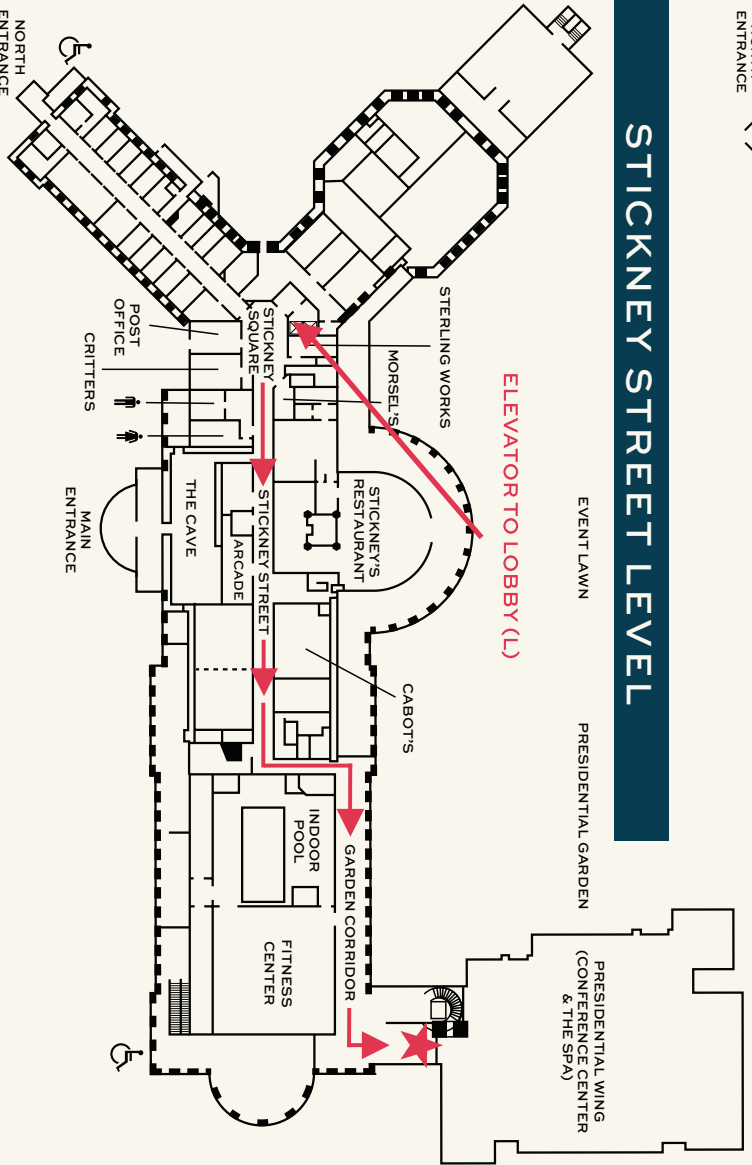 STICKNEY STREET LEVEL
ENTRANCE
NORTH
ENTRANCE
EVENT LAWN
PRESIDENTIAL GARDEN
PRESIDENTIAL WING
(CONFERENCE CENTER
& THE SPA)
ELEVATOR TO LOBBY (L)
STERLING WORKS
MORSEL'S
CABOT'S
STICKNEY'S
RESTAURANT
STICKNEY
SQUARE
STICKNEY STREET
GARDEN CORRIDOR
ARCADE
THE CAVE
INDOOR
POOL
FITNESS
CENTER
POST
OFFICE
CRITTERS
MAIN
ENTRANCE